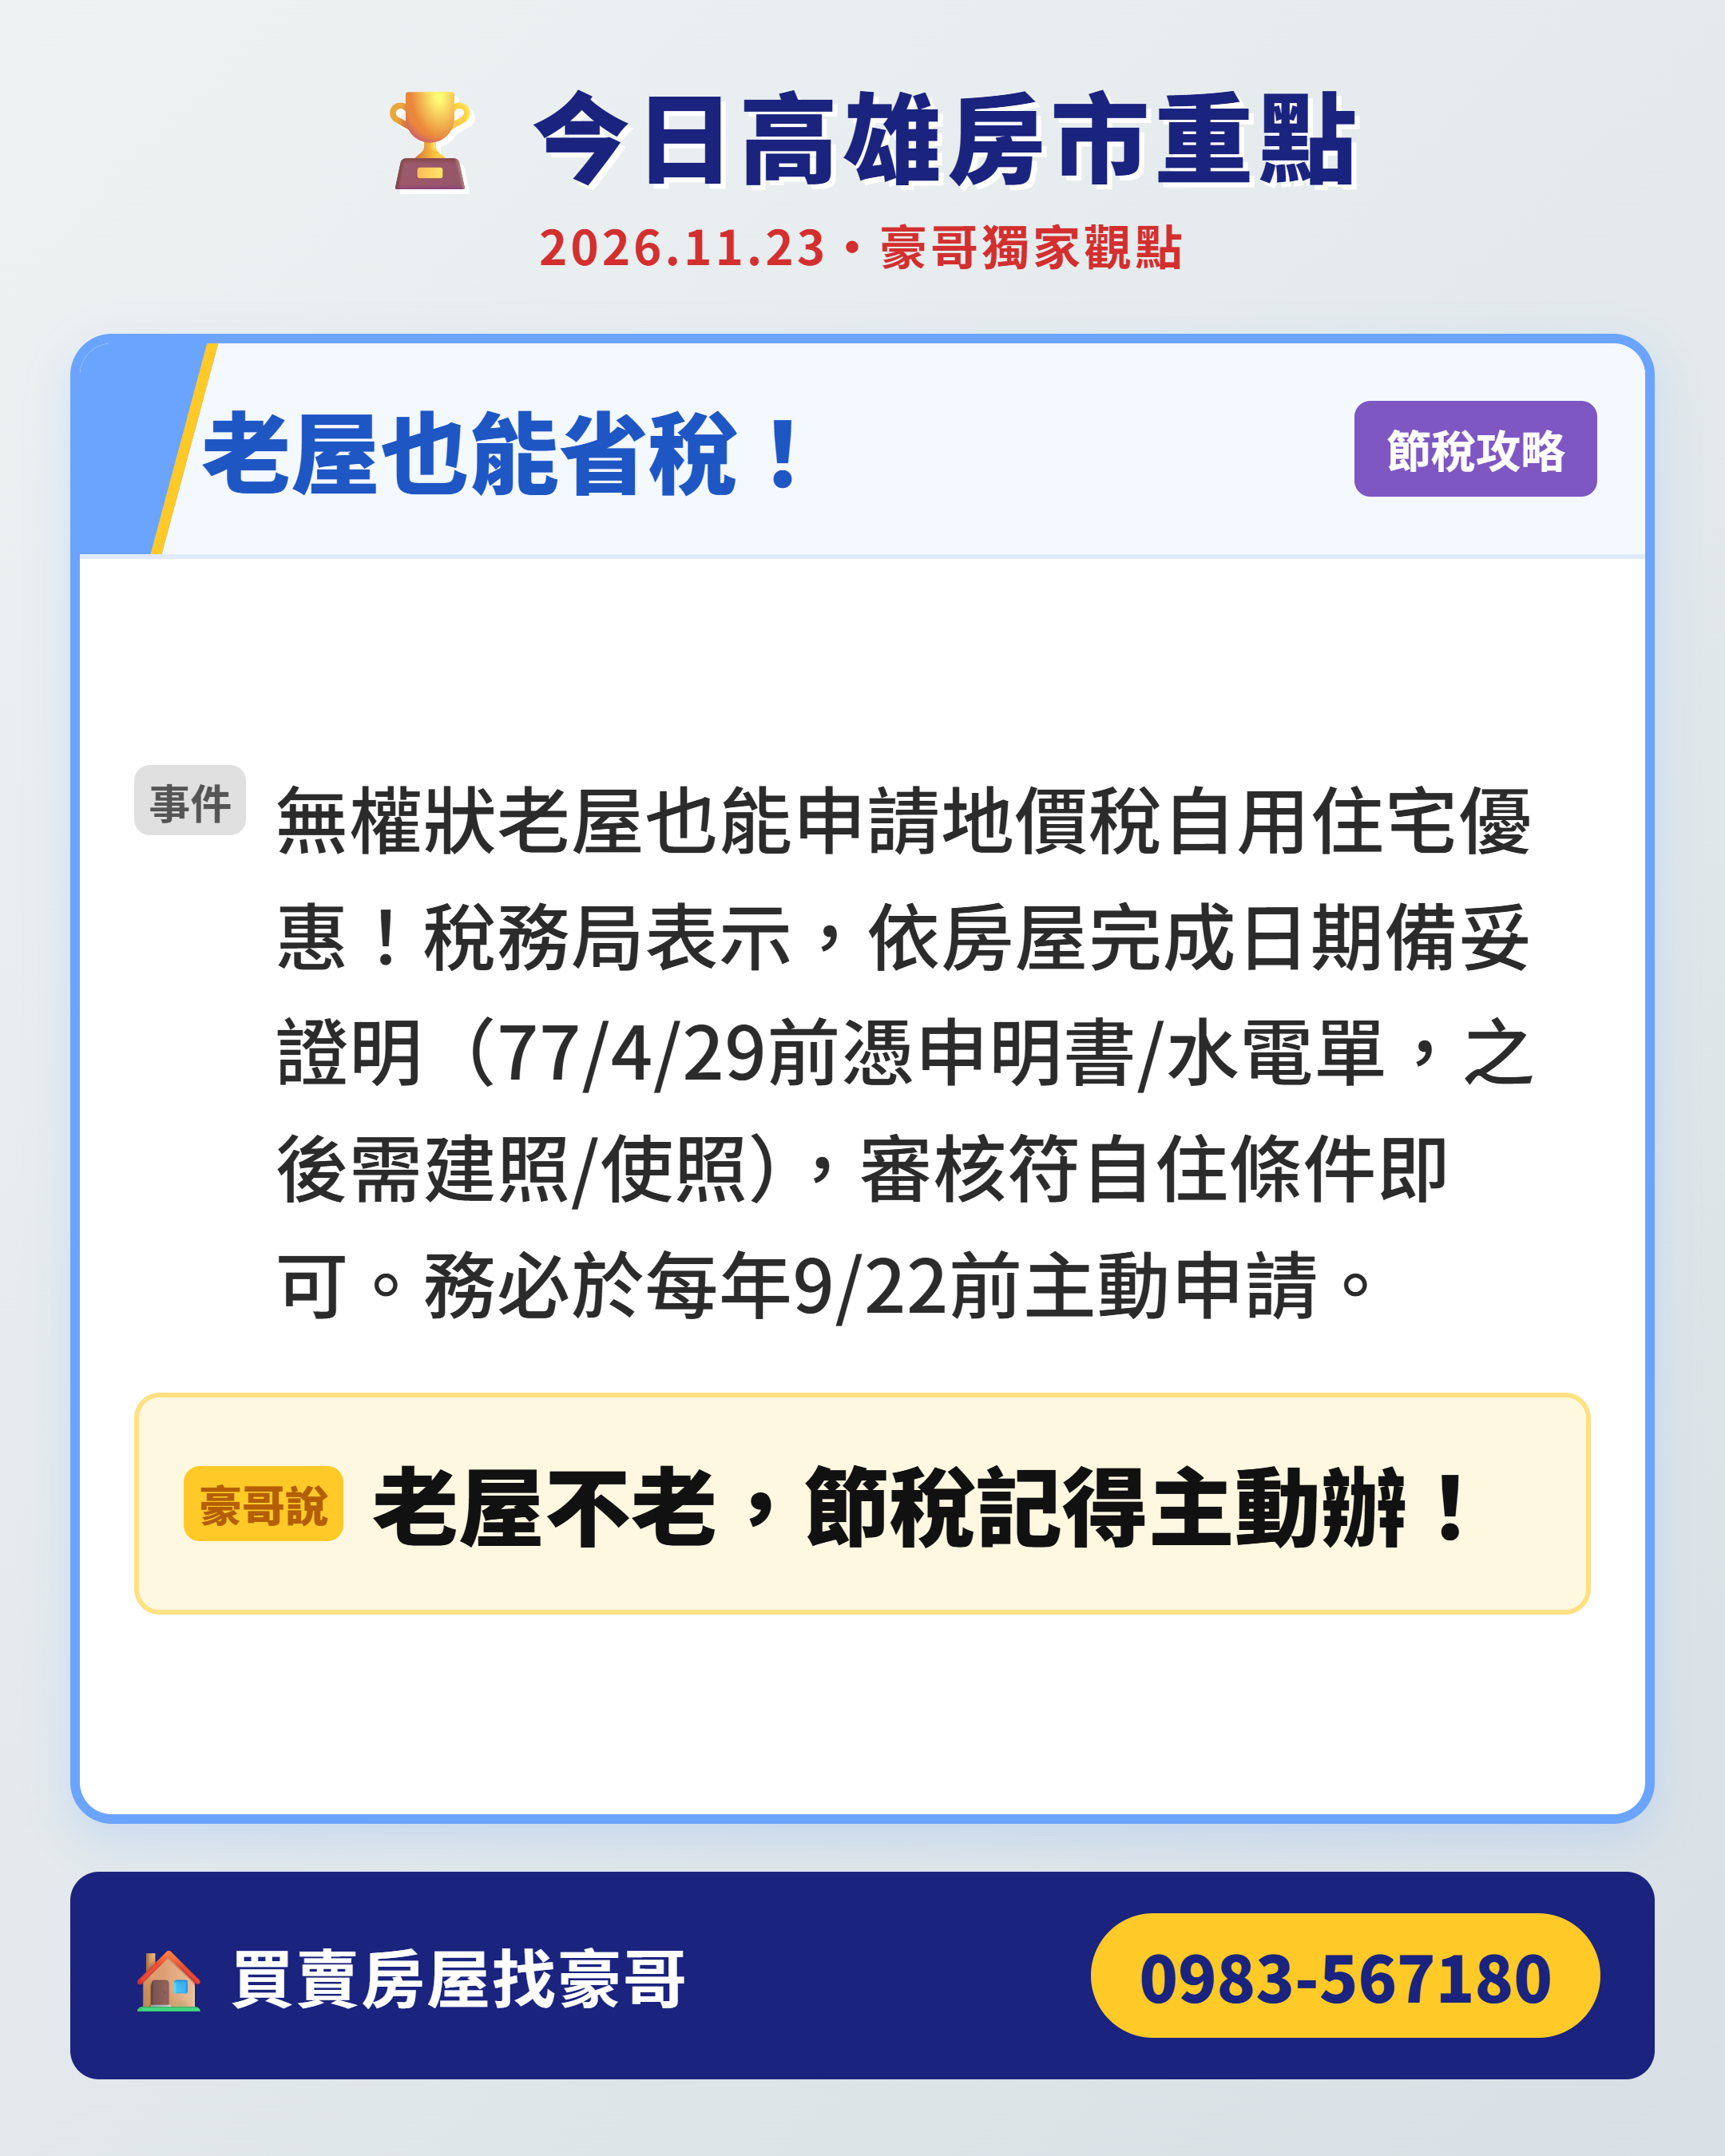 🏆 今日高雄房市重點
2026.11.23・豪哥獨家觀點
老屋也能省稅！
節稅攻略
事件
無權狀老屋也能申請地價稅自用住宅優
惠！稅務局表示，依房屋完成日期備妥
證明（77/4/29前憑申明書/水電單，之
後需建照/使照），審核符自住條件即
可。務必於每年9/22前主動申請。
豪哥說
老屋不老，節稅記得主動辦！
🏠 買賣房屋找豪哥
0983-567180